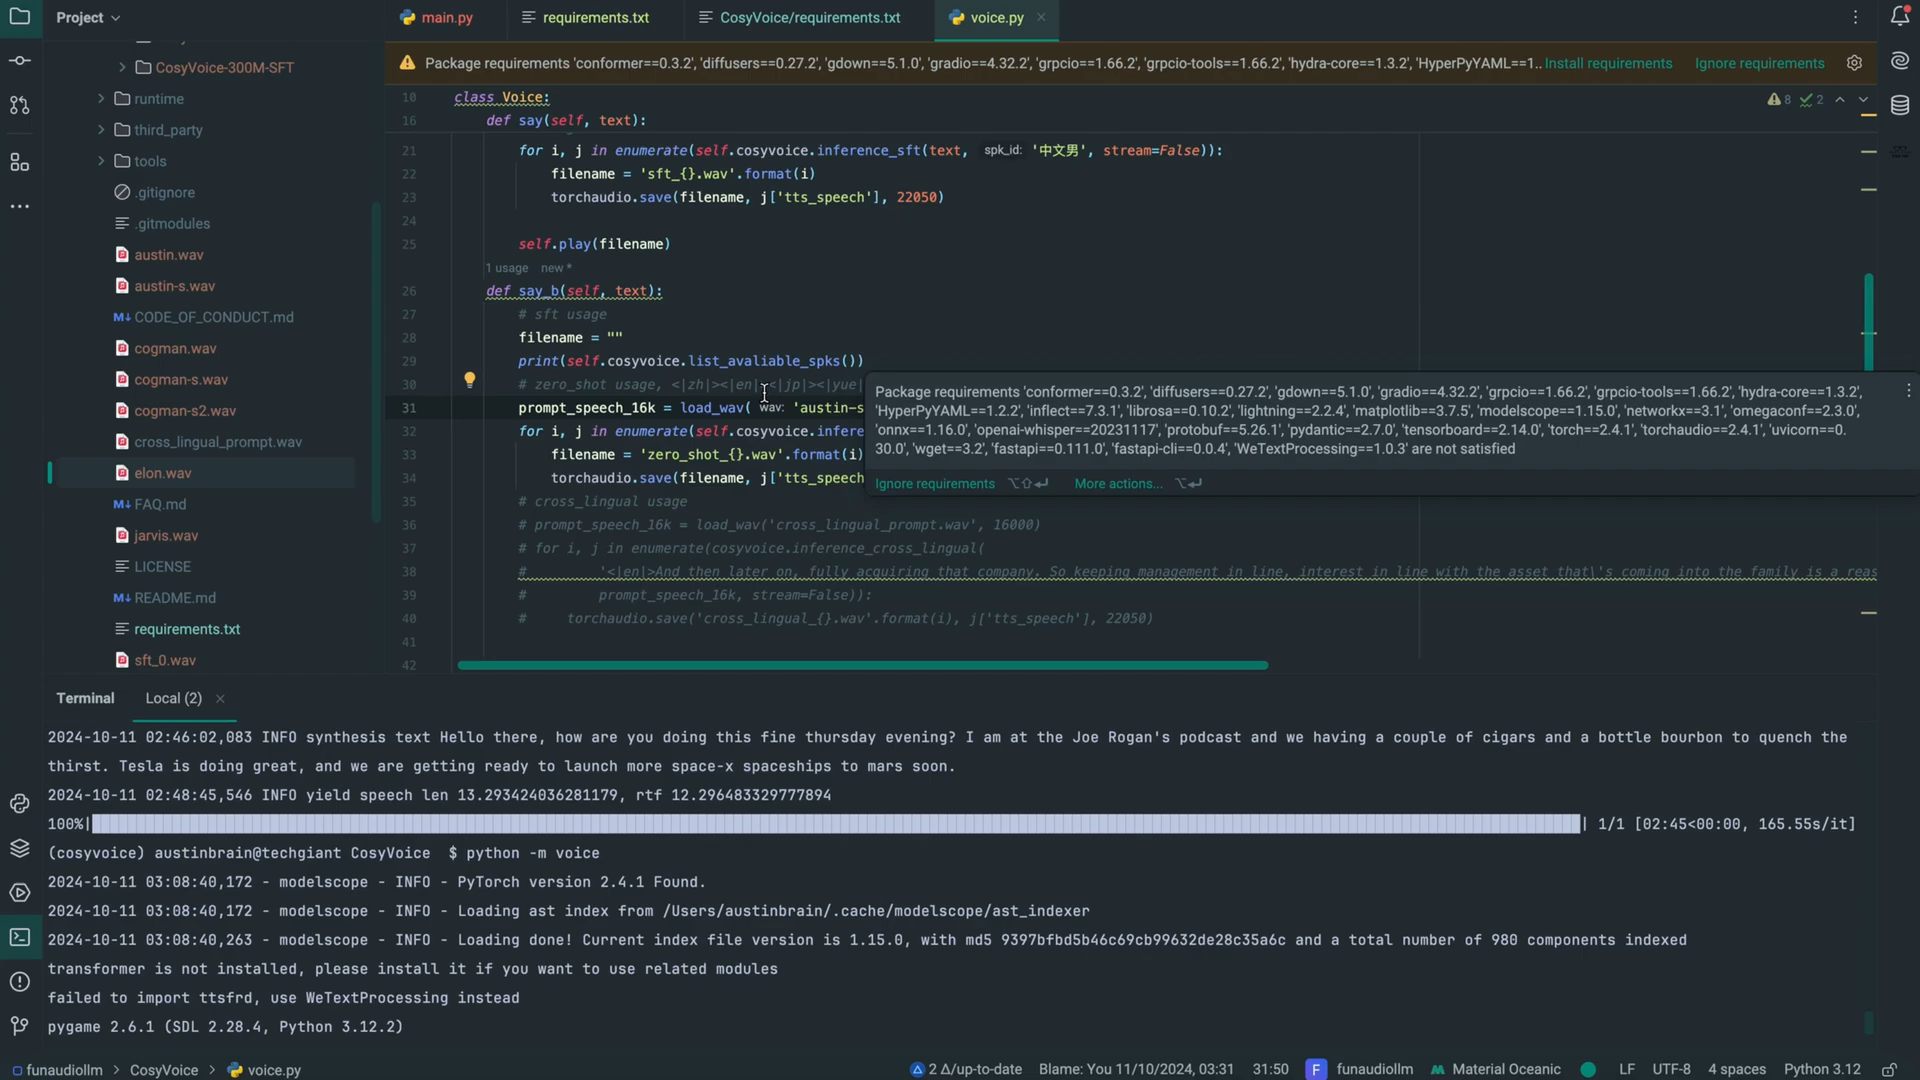 Project
main.py
requirements.txt
CosyVoice/requirements.txt
voice.py
Package requirements 'conformer==0.3.2', 'diffusers==0.27.2', 'gdown==5.1.0', 'gradio==4.32.2', 'grpcio==1.66.2', 'grpcio-tools==1.66.2', 'hydra-core==1.3.2', 'HyperPyYAML==1..
Install requirements
Ignore requirements
CosyVoice-300M-SFT
runtime
third_party
tools
.gitignore
.gitmodules
austin.wav
austin-s.wav
CODE_OF_CONDUCT.md
cogman.wav
cogman-s.wav
cogman-s2.wav
cross_lingual_prompt.wav
elon.wav
FAQ.md
jarvis.wav
LICENSE
README.md
requirements.txt
sft_0.wav
8 2
10 class Voice:
16 def say(self, text):
21 for i, j in enumerate(self.cosyvoice.inference_sft(text, spk_id: '中文男', stream=False)):
22 filename = 'sft_{}.wav'.format(i)
23 torchaudio.save(filename, j['tts_speech'], 22050)
24
25 self.play(filename)
1 usage new *
26 def say_b(self, text):
27 # sft usage
28 filename = ""
29 print(self.cosyvoice.list_avaliable_spks())
30 # zero_shot usage, <|zh|><|en|><|jp|><|yue|
31 prompt_speech_16k = load_wav( wav: 'austin-s
32 for i, j in enumerate(self.cosyvoice.infere
33 filename = 'zero_shot_{}.wav'.format(i)
34 torchaudio.save(filename, j['tts_speech
35 # cross_lingual usage
36 # prompt_speech_16k = load_wav('cross_lingual_prompt.wav', 16000)
37 # for i, j in enumerate(cosyvoice.inference_cross_lingual(
38 # '<|en|>And then later on, fully acquiring that company. So keeping management in line, interest in line with the asset that\'s coming into the family is a reas
39 # prompt_speech_16k, stream=False)):
40 # torchaudio.save('cross_lingual_{}.wav'.format(i), j['tts_speech'], 22050)
41
42
Package requirements 'conformer==0.3.2', 'diffusers==0.27.2', 'gdown==5.1.0', 'gradio==4.32.2', 'grpcio==1.66.2', 'grpcio-tools==1.66.2', 'hydra-core==1.3.2',
'HyperPyYAML==1.2.2', 'inflect==7.3.1', 'librosa==0.10.2', 'lightning==2.2.4', 'matplotlib==3.7.5', 'modelscope==1.15.0', 'networkx==3.1', 'omegaconf==2.3.0',
'onnx==1.16.0', 'openai-whisper==20231117', 'protobuf==5.26.1', 'pydantic==2.7.0', 'tensorboard==2.14.0', 'torch==2.4.1', 'torchaudio==2.4.1', 'uvicorn==0.
30.0', 'wget==3.2', 'fastapi==0.111.0', 'fastapi-cli==0.0.4', 'WeTextProcessing==1.0.3' are not satisfied
Ignore requirements ⌥⇧↵ More actions... ⌥↵
Terminal
Local (2)
2024-10-11 02:46:02,083 INFO synthesis text Hello there, how are you doing this fine thursday evening? I am at the Joe Rogan's podcast and we having a couple of cigars and a bottle bourbon to quench the
thirst. Tesla is doing great, and we are getting ready to launch more space-x spaceships to mars soon.
2024-10-11 02:48:45,546 INFO yield speech len 13.293424036281179, rtf 12.296483329777894
100%| | 1/1 [02:45<00:00, 165.55s/it]
(cosyvoice) austinbrain@techgiant CosyVoice $ python -m voice
2024-10-11 03:08:40,172 - modelscope - INFO - PyTorch version 2.4.1 Found.
2024-10-11 03:08:40,172 - modelscope - INFO - Loading ast index from /Users/austinbrain/.cache/modelscope/ast_indexer
2024-10-11 03:08:40,263 - modelscope - INFO - Loading done! Current index file version is 1.15.0, with md5 9397bfbd5b46c69cb99632de28c35a6c and a total number of 980 components indexed
transformer is not installed, please install it if you want to use related modules
failed to import ttsfrd, use WeTextProcessing instead
pygame 2.6.1 (SDL 2.28.4, Python 3.12.2)
funaudiollm > CosyVoice > voice.py
2 Δ/up-to-date
Blame: You 11/10/2024, 03:31
31:50
F funaudiollm
Material Oceanic
LF
UTF-8
4 spaces
Python 3.12